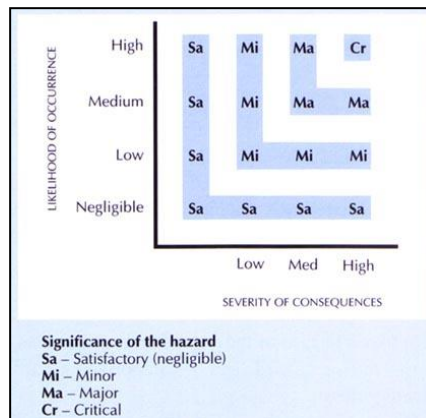 LIKELIHOOD OF OCCURRENCE
High Sa Mi Ma Cr
Medium Sa Mi Ma Ma
Low Sa Mi Mi Mi
Negligible Sa Sa Sa Sa
Low Med High
SEVERITY OF CONSEQUENCES
Significance of the hazard
Sa – Satisfactory (negligible)
Mi – Minor
Ma – Major
Cr – Critical